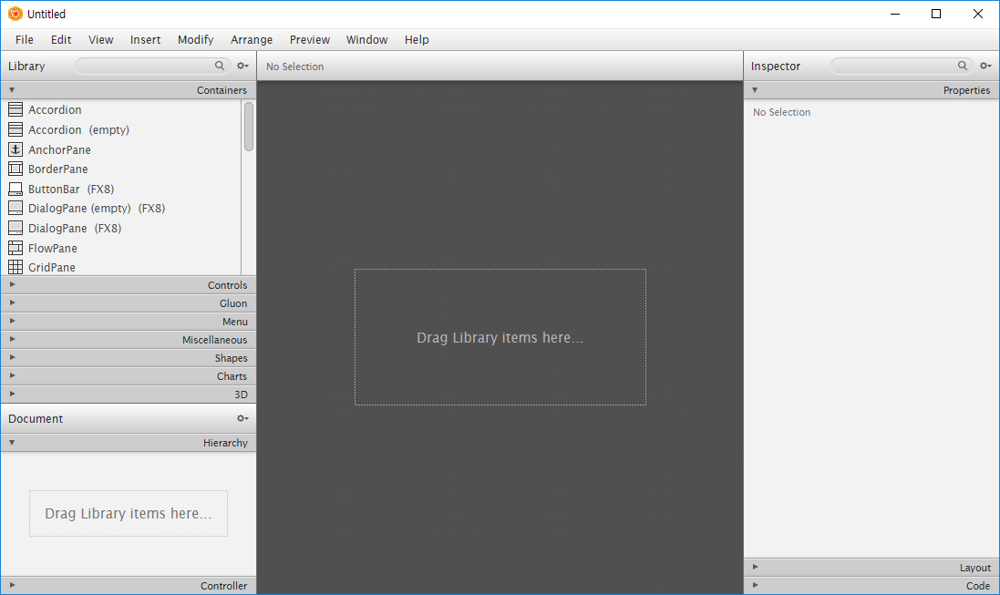 Untitled
File Edit View Insert Modify Arrange Preview Window Help
Library
Containers
Accordion
Accordion (empty)
AnchorPane
BorderPane
ButtonBar (FX8)
DialogPane (empty) (FX8)
DialogPane (FX8)
FlowPane
GridPane
Controls
Gluon
Menu
Miscellaneous
Shapes
Charts
3D
Document
Hierarchy
Drag Library items here...
Controller
No Selection
Drag Library items here...
Inspector
Properties
No Selection
Layout
Code